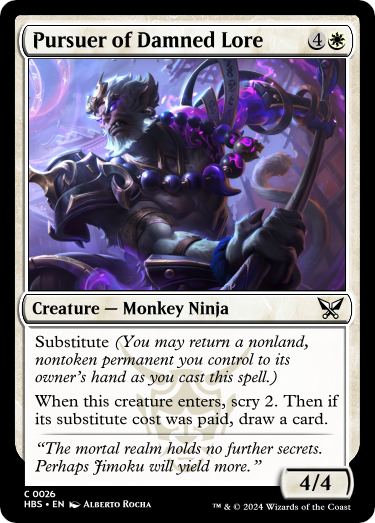 Pursuer of Damned Lore 4
Creature — Monkey Ninja
Substitute (You may return a nonland,
nontoken permanent you control to its
owner's hand as you cast this spell.)
When this creature enters, scry 2. Then if
its substitute cost was paid, draw a card.
"The mortal realm holds no further secrets.
Perhaps Jimoku will yield more."
4/4
C 0026
HBS • EN Alberto Rocha
™ & © 2024 Wizards of the Coast